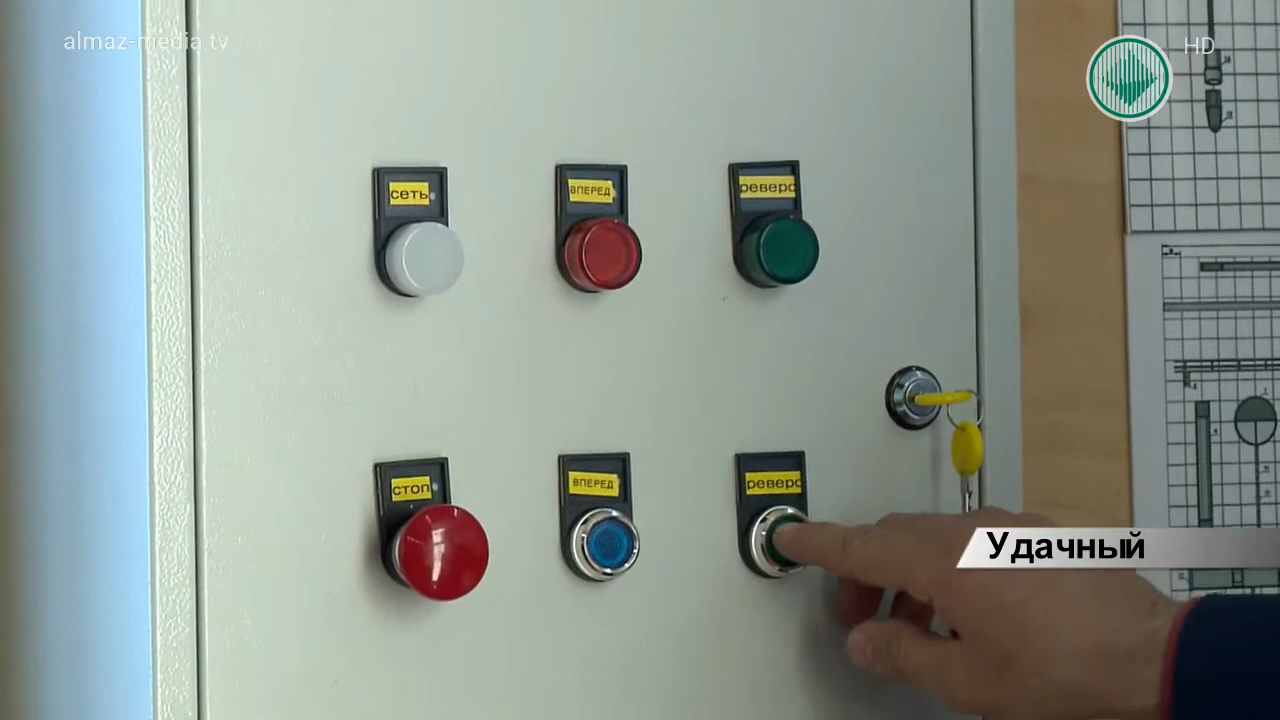 almaz-media.tv
HD
сеть
ВПЕРЕД
реверс
стоп
ВПЕРЕД
реверс
Удачный